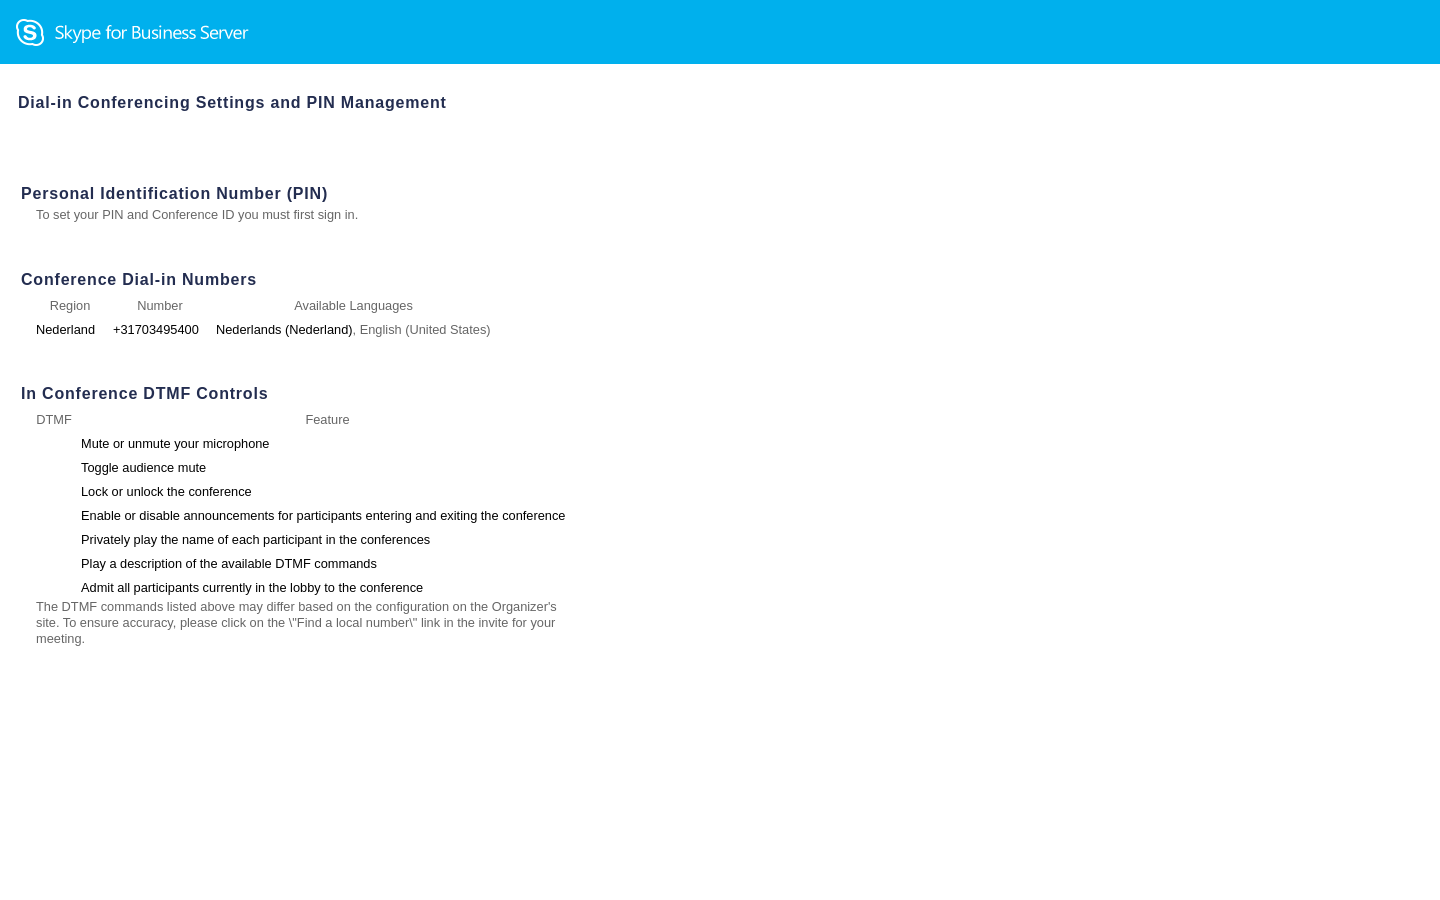 Skype for Business Server
Dial-in Conferencing Settings and PIN Management
Personal Identification Number (PIN)
To set your PIN and Conference ID you must first sign in.
Conference Dial-in Numbers
Region Number Available Languages
Nederland +31703495400 Nederlands (Nederland), English (United States)
In Conference DTMF Controls
DTMF Feature
Mute or unmute your microphone
Toggle audience mute
Lock or unlock the conference
Enable or disable announcements for participants entering and exiting the conference
Privately play the name of each participant in the conferences
Play a description of the available DTMF commands
Admit all participants currently in the lobby to the conference
The DTMF commands listed above may differ based on the configuration on the Organizer's
site. To ensure accuracy, please click on the \"Find a local number\" link in the invite for your
meeting.